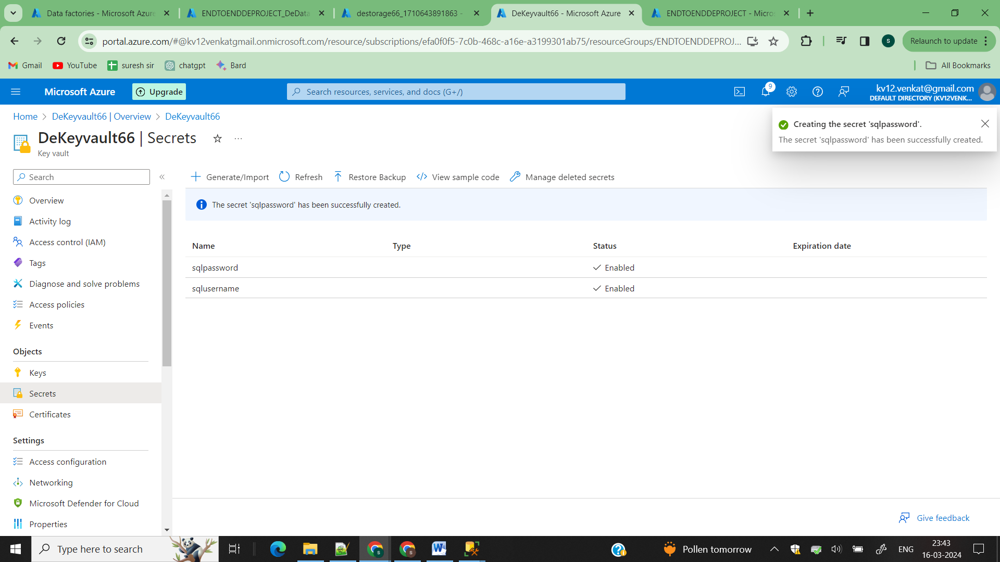 Data factories - Microsoft Azure
ENDTOENDDEPROJECT_DeData
destorage66_1710643891863 -
DeKeyvault66 - Microsoft Azure
ENDTOENDDEPROJECT - Micro
portal.azure.com/#@kv12venkatgmail.onmicrosoft.com/resource/subscriptions/efa0f0f5-7c0b-468c-a16e-a3199301ab75/resourceGroups/ENDTOENDDEPROJ...
S
Relaunch to update
Gmail
YouTube
suresh sir
chatgpt
Bard
All Bookmarks
Microsoft Azure
Upgrade
Search resources, services, and docs (G+/)
9
kv12.venkat@gmail.com
DEFAULT DIRECTORY (KV12VENK...
Home > DeKeyvault66 | Overview > DeKeyvault66
DeKeyvault66 | Secrets
Key vault
Creating the secret 'sqlpassword'.
The secret 'sqlpassword' has been successfully created.
Search
Generate/Import
Refresh
Restore Backup
View sample code
Manage deleted secrets
The secret 'sqlpassword' has been successfully created.
Name Type Status Expiration date
sqlpassword Enabled
sqlusername Enabled
Overview
Activity log
Access control (IAM)
Tags
Diagnose and solve problems
Access policies
Events
Objects
Keys
Secrets
Certificates
Settings
Access configuration
Networking
Microsoft Defender for Cloud
Properties
Give feedback
Type here to search
Pollen tomorrow
ENG
23:43
16-03-2024